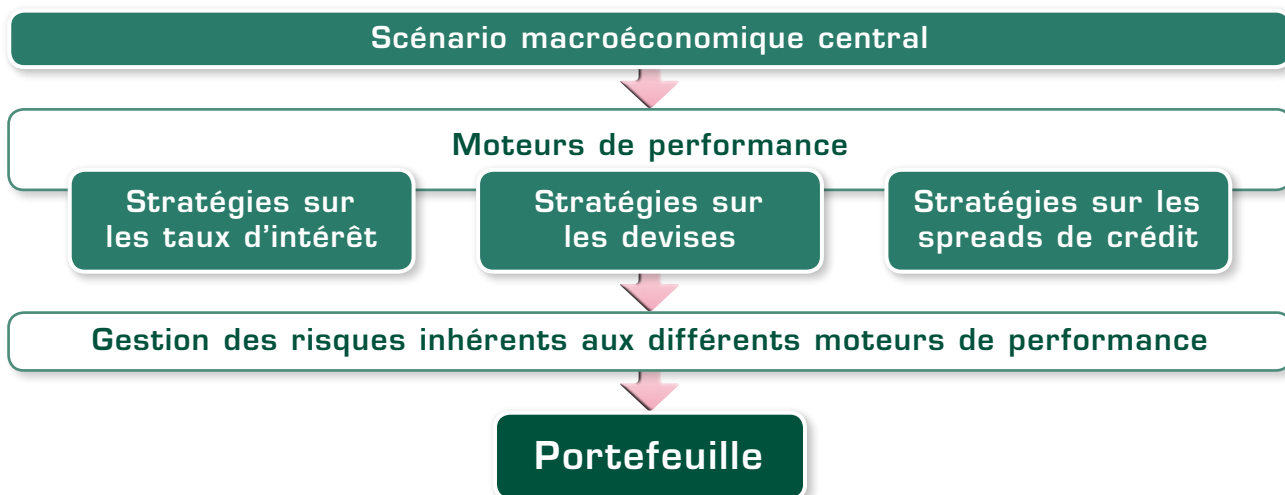 Scénario macroéconomique central
Moteurs de performance
Stratégies sur
les taux d'intérêt
Stratégies sur
les devises
Stratégies sur les
spreads de crédit
Gestion des risques inhérents aux différents moteurs de performance
Portefeuille